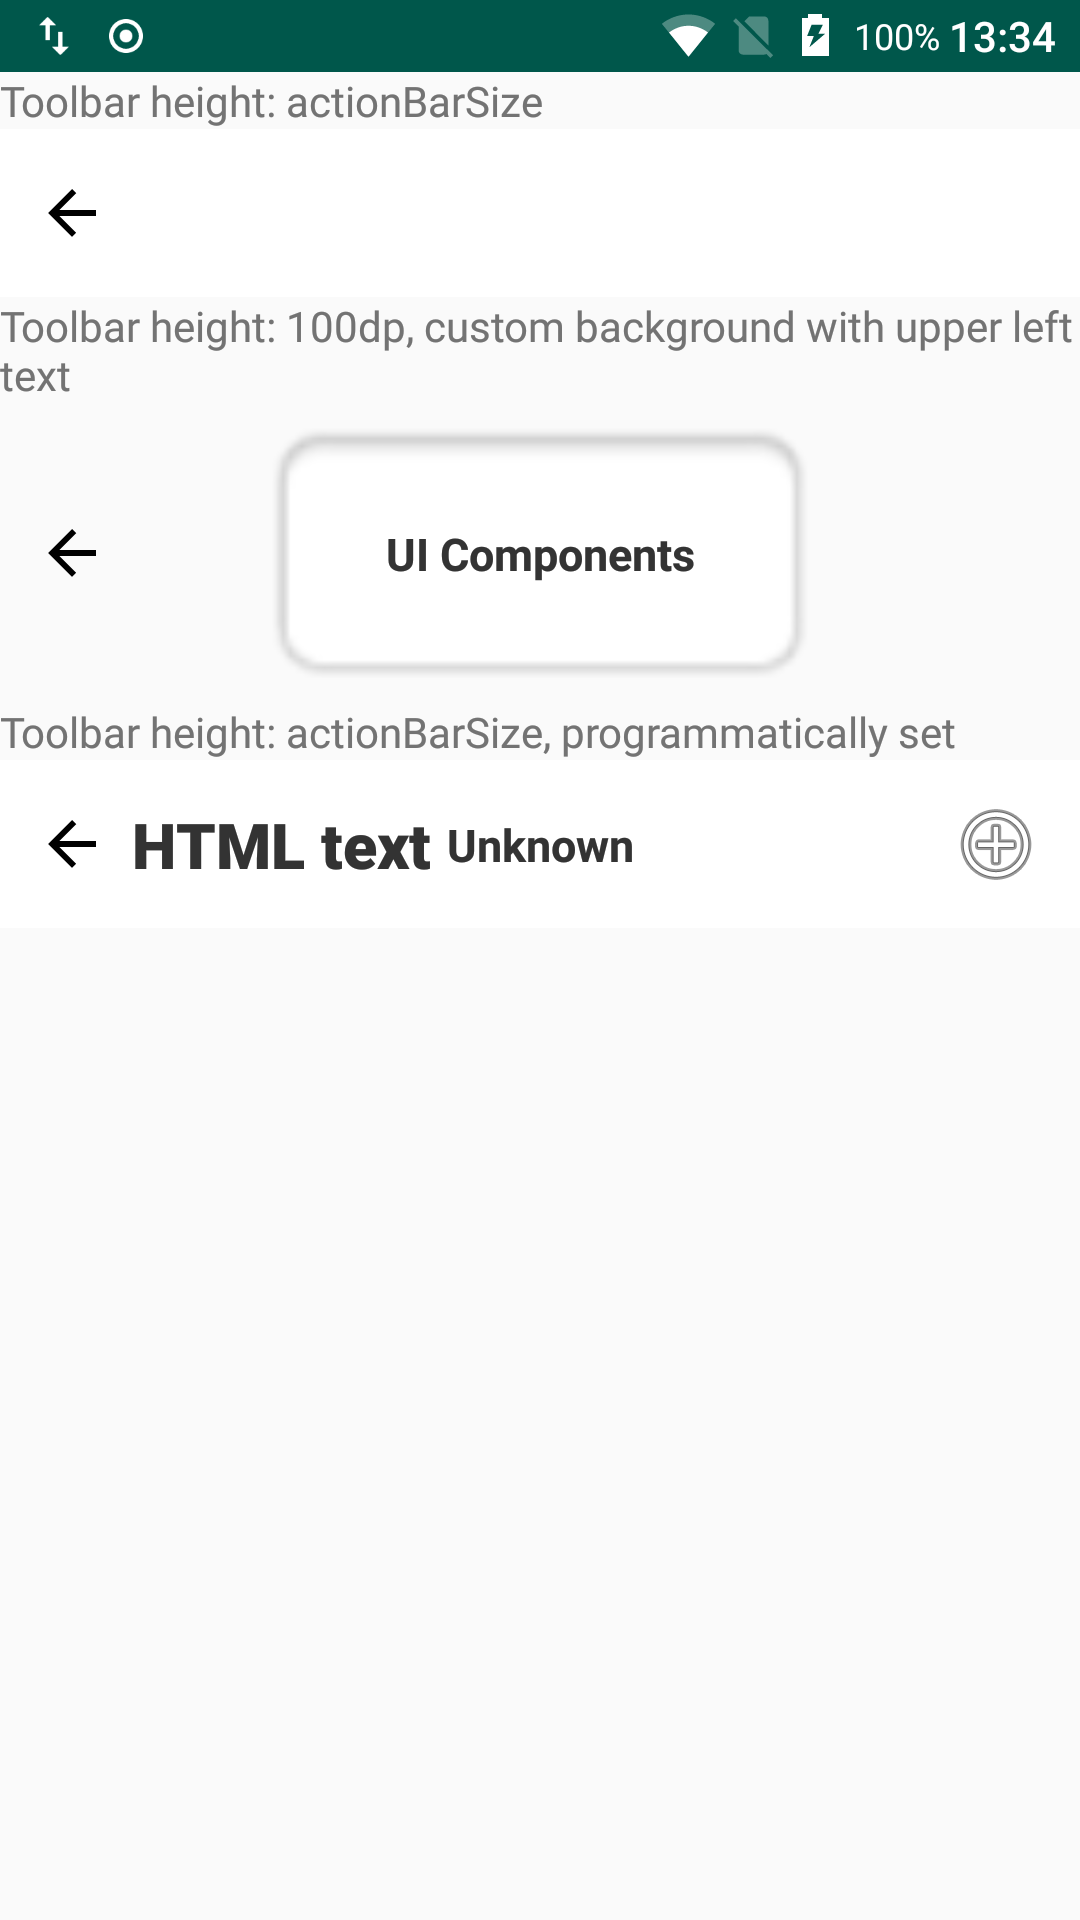 100% 13:34
Toolbar height: actionBarSize
Toolbar height: 100dp, custom background with upper left
text
UI Components
Toolbar height: actionBarSize, programmatically set
HTML text Unknown